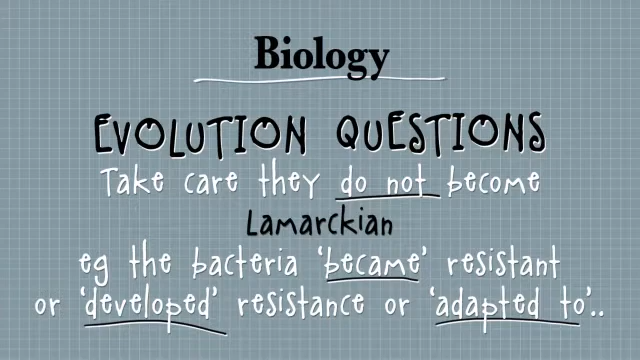 Biology
EVOLUTION QUESTIONS
Take care they do not become
Lamarckian
eg the bacteria 'became' resistant
or 'developed' resistance or 'adapted to'..